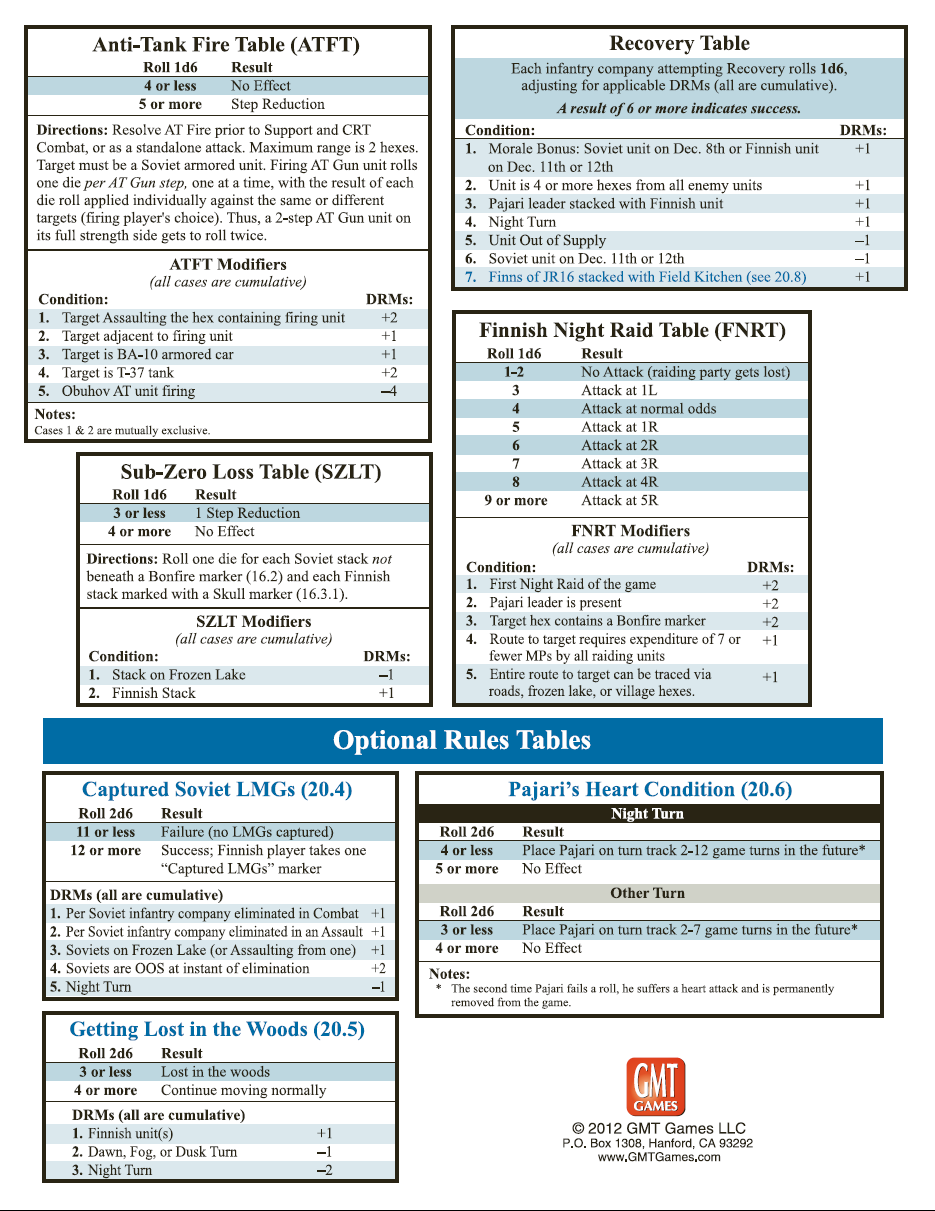 Anti-Tank Fire Table (ATFT)
Roll 1d6 Result
4 or less No Effect
5 or more Step Reduction
Directions: Resolve AT Fire prior to Support and CRT
Combat, or as a standalone attack. Maximum range is 2 hexes.
Target must be a Soviet armored unit. Firing AT Gun unit rolls
one die per AT Gun step, one at a time, with the result of each
die roll applied individually against the same or different
targets (firing player's choice). Thus, a 2-step AT Gun unit on
its full strength side gets to roll twice.
ATFT Modifiers
(all cases are cumulative)
Condition: DRMs:
1. Target Assaulting the hex containing firing unit +2
2. Target adjacent to firing unit +1
3. Target is BA-10 armored car +1
4. Target is T-37 tank +2
5. Obuhov AT unit firing –4
Notes:
Cases 1 & 2 are mutually exclusive.
Recovery Table
Each infantry company attempting Recovery rolls 1d6,
adjusting for applicable DRMs (all are cumulative).
A result of 6 or more indicates success.
Condition: DRMs:
1. Morale Bonus: Soviet unit on Dec. 8th or Finnish unit +1
on Dec. 11th or 12th
2. Unit is 4 or more hexes from all enemy units +1
3. Pajari leader stacked with Finnish unit +1
4. Night Turn +1
5. Unit Out of Supply –1
6. Soviet unit on Dec. 11th or 12th –1
7. Finns of JR16 stacked with Field Kitchen (see 20.8) +1
Finnish Night Raid Table (FNRT)
Roll 1d6 Result
1-2 No Attack (raiding party gets lost)
3 Attack at 1L
4 Attack at normal odds
5 Attack at 1R
6 Attack at 2R
7 Attack at 3R
8 Attack at 4R
9 or more Attack at 5R
FNRT Modifiers
(all cases are cumulative)
Condition: DRMs:
1. First Night Raid of the game +2
2. Pajari leader is present +2
3. Target hex contains a Bonfire marker +2
4. Route to target requires expenditure of 7 or +1
fewer MPs by all raiding units
5. Entire route to target can be traced via +1
roads, frozen lake, or village hexes.
Sub-Zero Loss Table (SZLT)
Roll 1d6 Result
3 or less 1 Step Reduction
4 or more No Effect
Directions: Roll one die for each Soviet stack not
beneath a Bonfire marker (16.2) and each Finnish
stack marked with a Skull marker (16.3.1).
SZLT Modifiers
(all cases are cumulative)
Condition: DRMs:
1. Stack on Frozen Lake –1
2. Finnish Stack +1
Optional Rules Tables
Captured Soviet LMGs (20.4)
Roll 2d6 Result
11 or less Failure (no LMGs captured)
12 or more Success; Finnish player takes one
“Captured LMGs” marker
DRMs (all are cumulative)
1. Per Soviet infantry company eliminated in Combat +1
2. Per Soviet infantry company eliminated in an Assault +1
3. Soviets on Frozen Lake (or Assaulting from one) +1
4. Soviets are OOS at instant of elimination +2
5. Night Turn –1
Pajari’s Heart Condition (20.6)
Night Turn
Roll 2d6 Result
4 or less Place Pajari on turn track 2-12 game turns in the future*
5 or more No Effect
Other Turn
Roll 2d6 Result
3 or less Place Pajari on turn track 2-7 game turns in the future*
4 or more No Effect
Notes:
* The second time Pajari fails a roll, he suffers a heart attack and is permanently
removed from the game.
Getting Lost in the Woods (20.5)
Roll 2d6 Result
3 or less Lost in the woods
4 or more Continue moving normally
DRMs (all are cumulative)
1. Finnish unit(s) +1
2. Dawn, Fog, or Dusk Turn –1
3. Night Turn –2
GMT
GAMES
© 2012 GMT Games LLC
P.O. Box 1308, Hanford, CA 93292
www.GMTGames.com